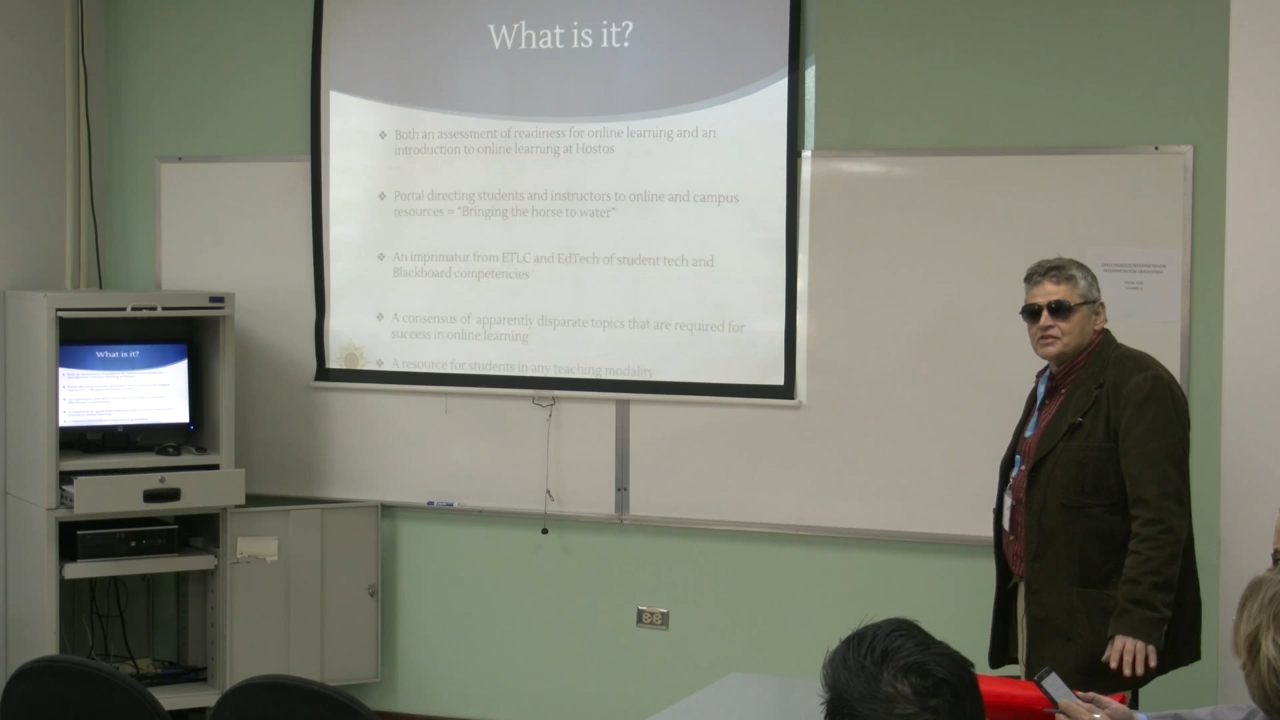 What is it?
❖ Both an assessment of readiness for online learning and an
introduction to online learning at Hostos
❖ Portal directing students and instructors to online and campus
resources = "Bringing the horse to water"
❖ An imprimatur from ETLC and EdTech of student tech and
Blackboard competencies
❖ A consensus of apparently disparate topics that are required for
success in online learning
❖ A resource for students in any teaching modality
What is it?